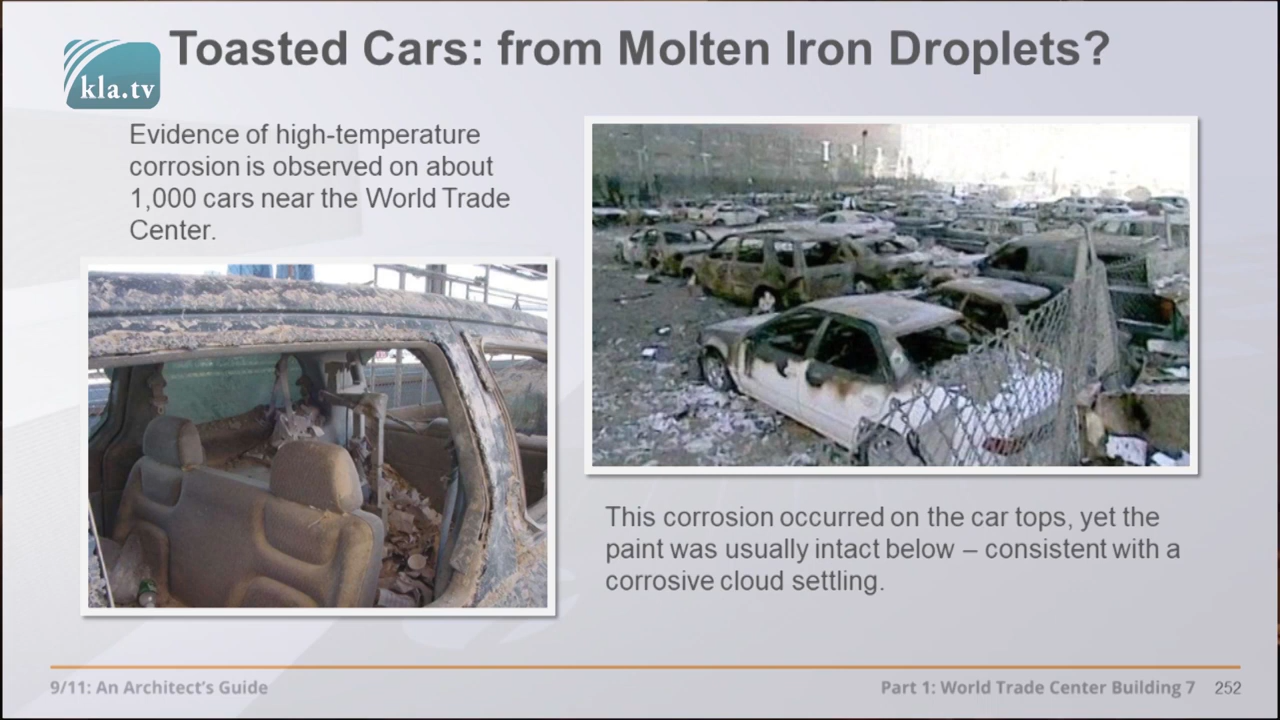 Toasted Cars: from Molten Iron Droplets?
kla.tv
Evidence of high-temperature
corrosion is observed on about
1,000 cars near the World Trade
Center.
This corrosion occurred on the car tops, yet the
paint was usually intact below – consistent with a
corrosive cloud settling.
9/11: An Architect's Guide
Part 1: World Trade Center Building 7 252